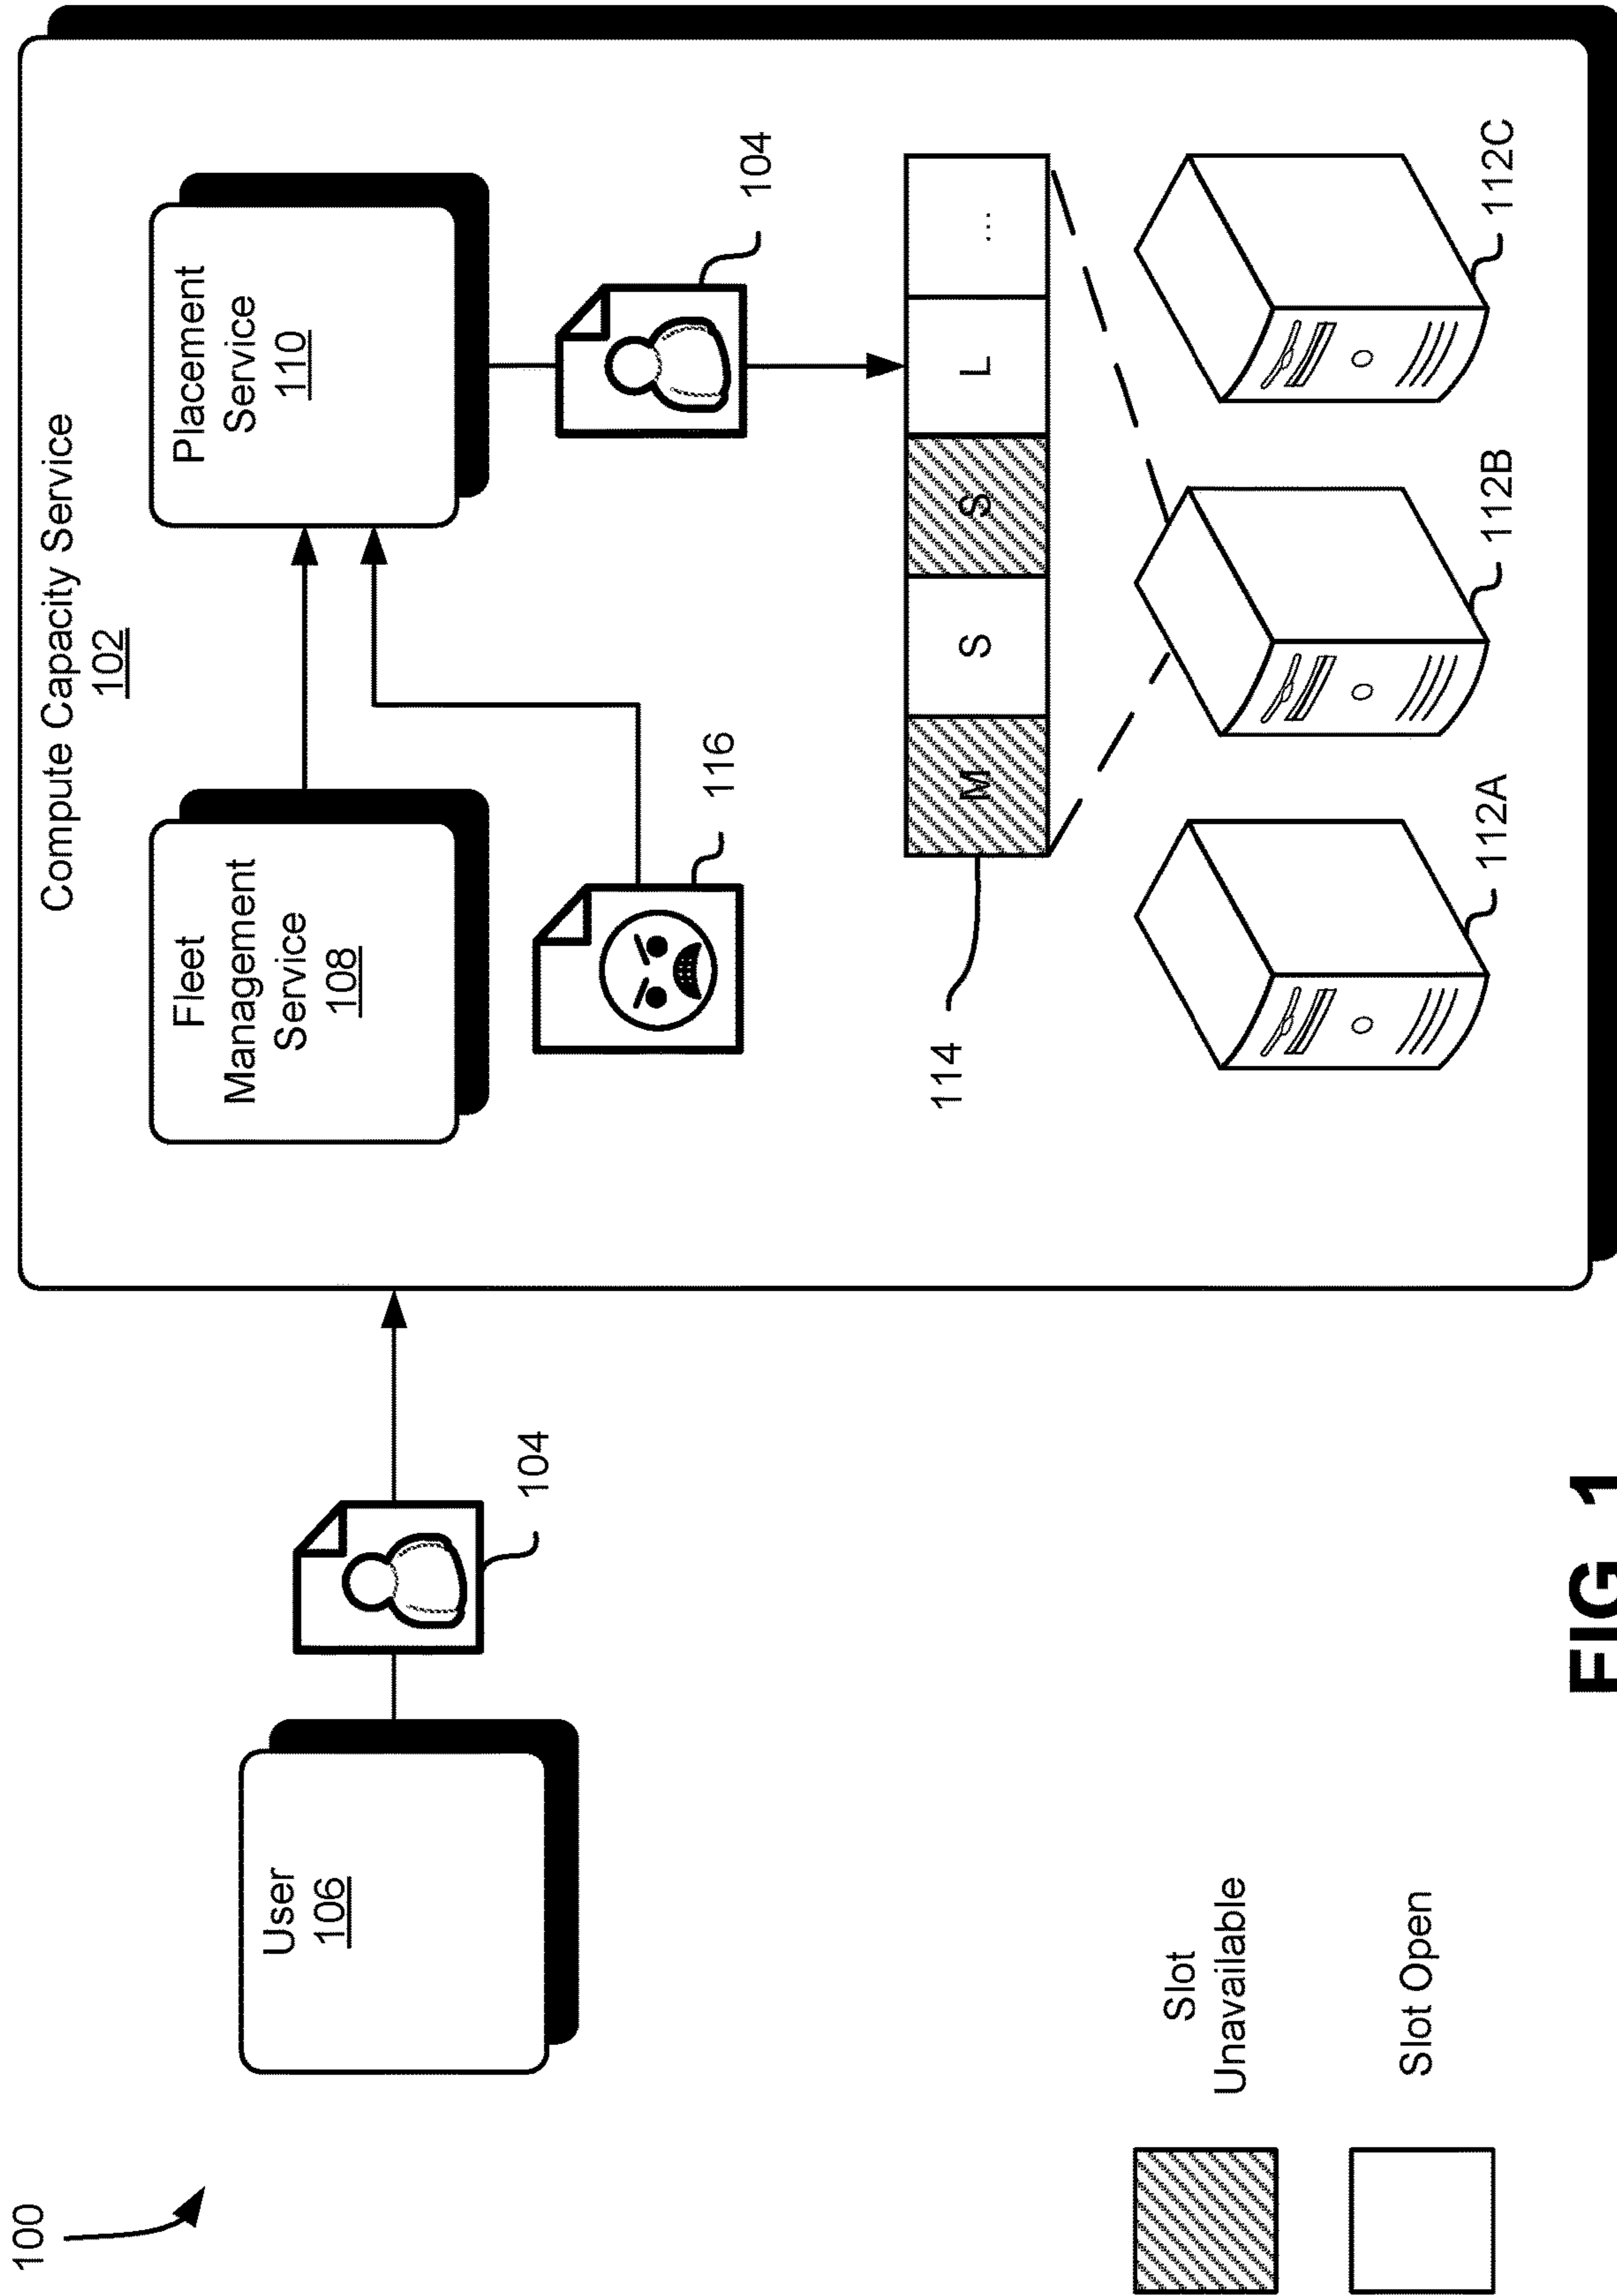 100
Compute Capacity Service
102
Fleet
Management
Service
108
Placement
Service
110
User
106
104
116
104
114
M
S
S
L
...
112A
112B
112C
Slot
Unavailable
Slot Open
FIG. 1